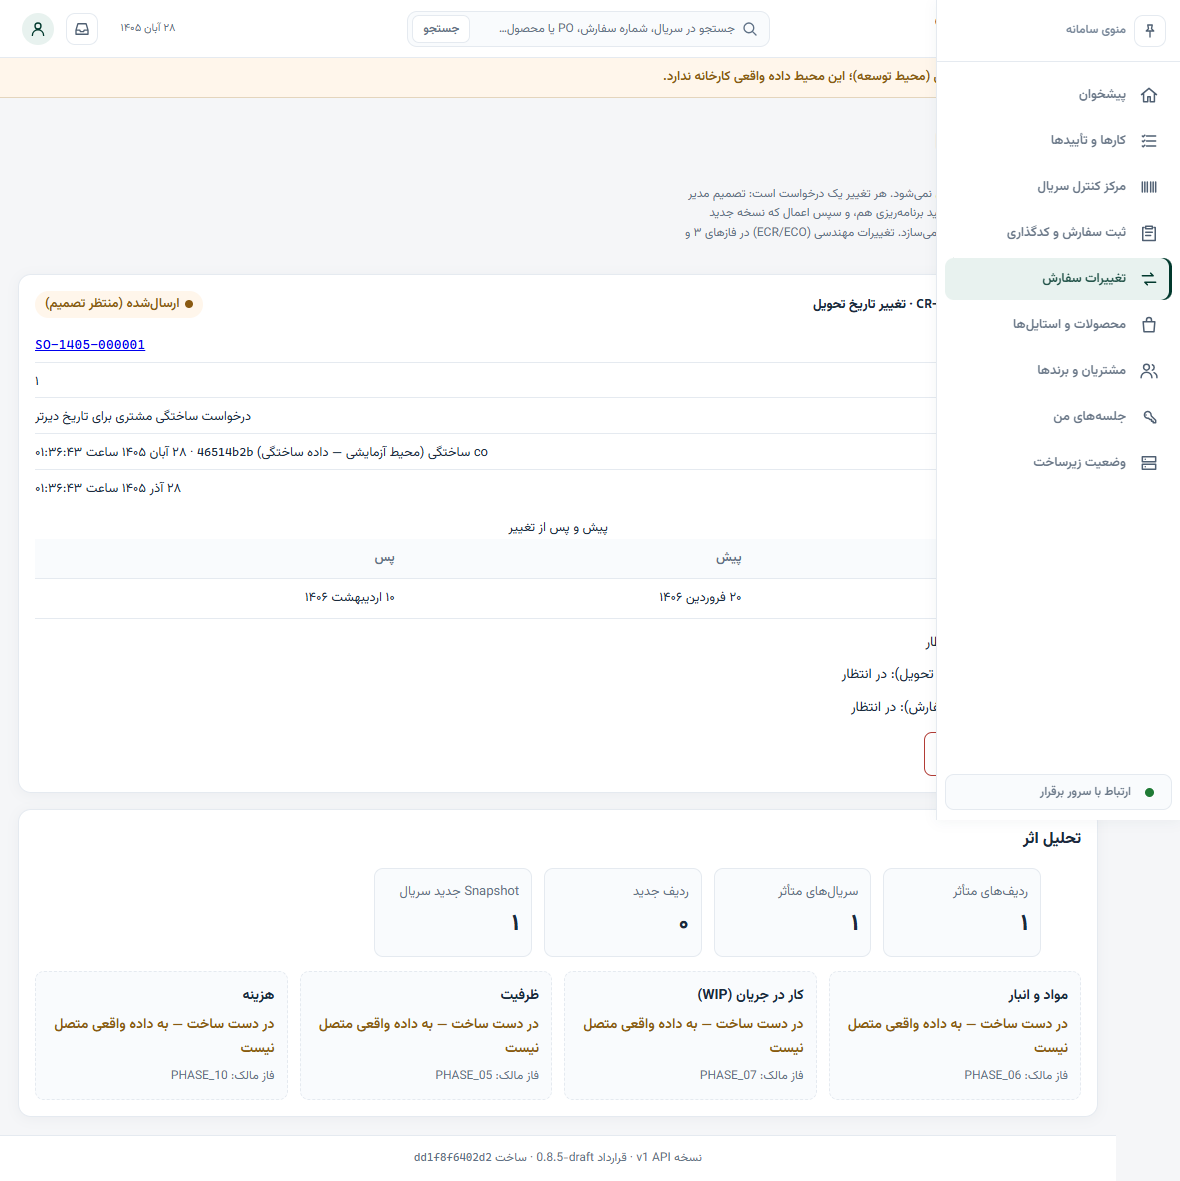 منوی سامانه
جستجو در سریال، شماره سفارش، PO یا محصول...
جستجو
۲۸ آبان ۱۴۰۵
(محیط توسعه)؛ این محیط داده واقعی کارخانه ندارد.
پیشخوان
کارها و تأییدها
مرکز کنترل سریال
ثبت سفارش و کدگذاری
تغییرات سفارش
محصولات و استایل‌ها
مشتریان و برندها
جلسه‌های من
وضعیت زیرساخت
ارتباط با سرور برقرار
نمی‌شود. هر تغییر یک درخواست است: تصمیم مدیر
برنامه‌ریزی هم، و سپس اعمال که نسخه جدید
می‌سازد. تغییرات مهندسی (ECR/ECO) در فازهای ۳ و
CR- · تغییر تاریخ تحویل
ارسال‌شده (منتظر تصمیم)
SO-1405-000001
۱
درخواست ساختگی مشتری برای تاریخ دیرتر
co ساختگی (محیط آزمایشی — داده ساختگی) 46514b2b · ۲۸ آبان ۱۴۰۵ ساعت ۰۱:۳۶:۴۳
۲۸ آذر ۱۴۰۵ ساعت ۰۱:۳۶:۴۳
پیش و پس از تغییر
پیش
پس
۲۰ فروردین ۱۴۰۶
۱۰ اردیبهشت ۱۴۰۶
تحویل): در انتظار
در انتظار
تحلیل اثر
ردیف‌های متأثر
۱
سریال‌های متأثر
۱
ردیف جدید
۰
Snapshot جدید سریال
۱
مواد و انبار
در دست ساخت — به داده واقعی متصل
نیست
فاز مالک: PHASE_06
کار در جریان (WIP)
در دست ساخت — به داده واقعی متصل
نیست
فاز مالک: PHASE_07
ظرفیت
در دست ساخت — به داده واقعی متصل
نیست
فاز مالک: PHASE_05
هزینه
در دست ساخت — به داده واقعی متصل
نیست
فاز مالک: PHASE_10
نسخه API v1 · قرارداد 0.8.5-draft · ساخت dd1f8f6402d2